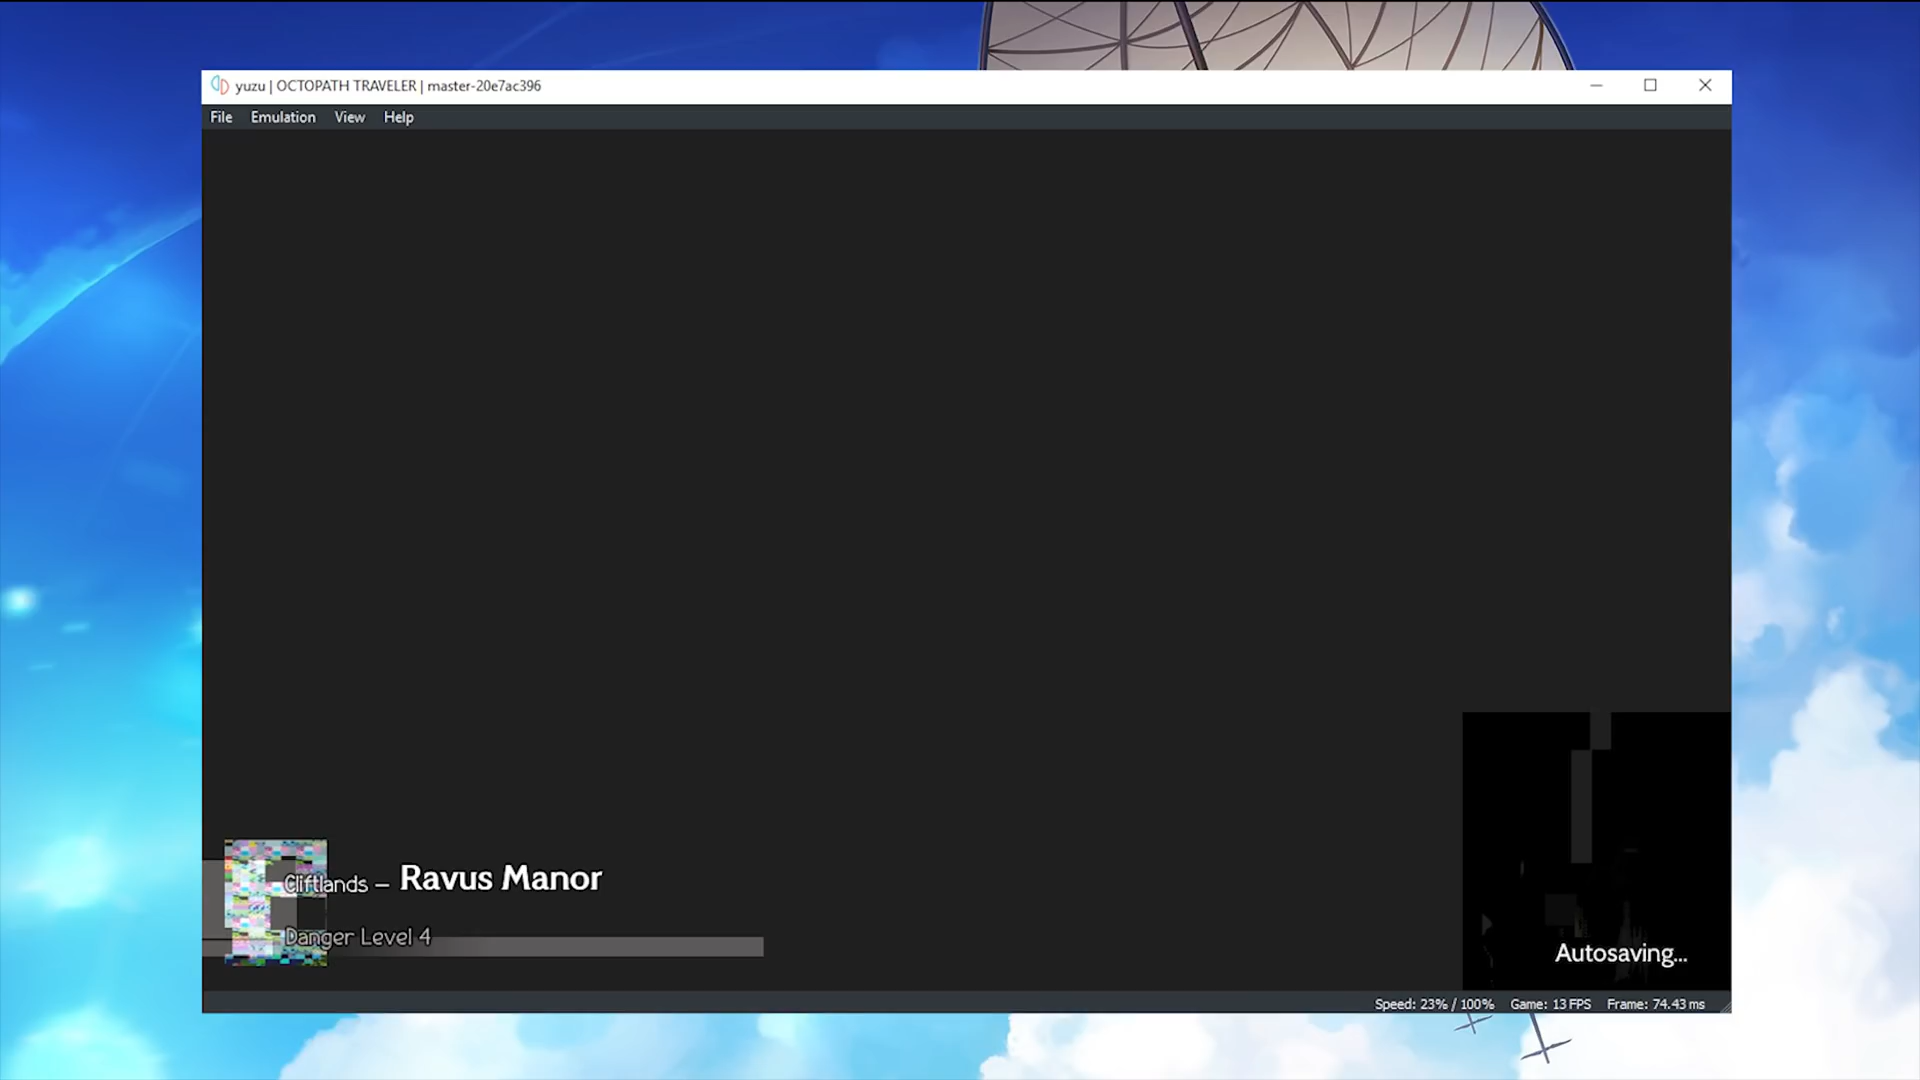 yuzu | OCTOPATH TRAVELER | master-20e7ac396
File Emulation View Help
Cliftlands – Ravus Manor
Danger Level 4
Autosaving...
Speed: 23% / 100% Game: 13 FPS Frame: 74.43 ms